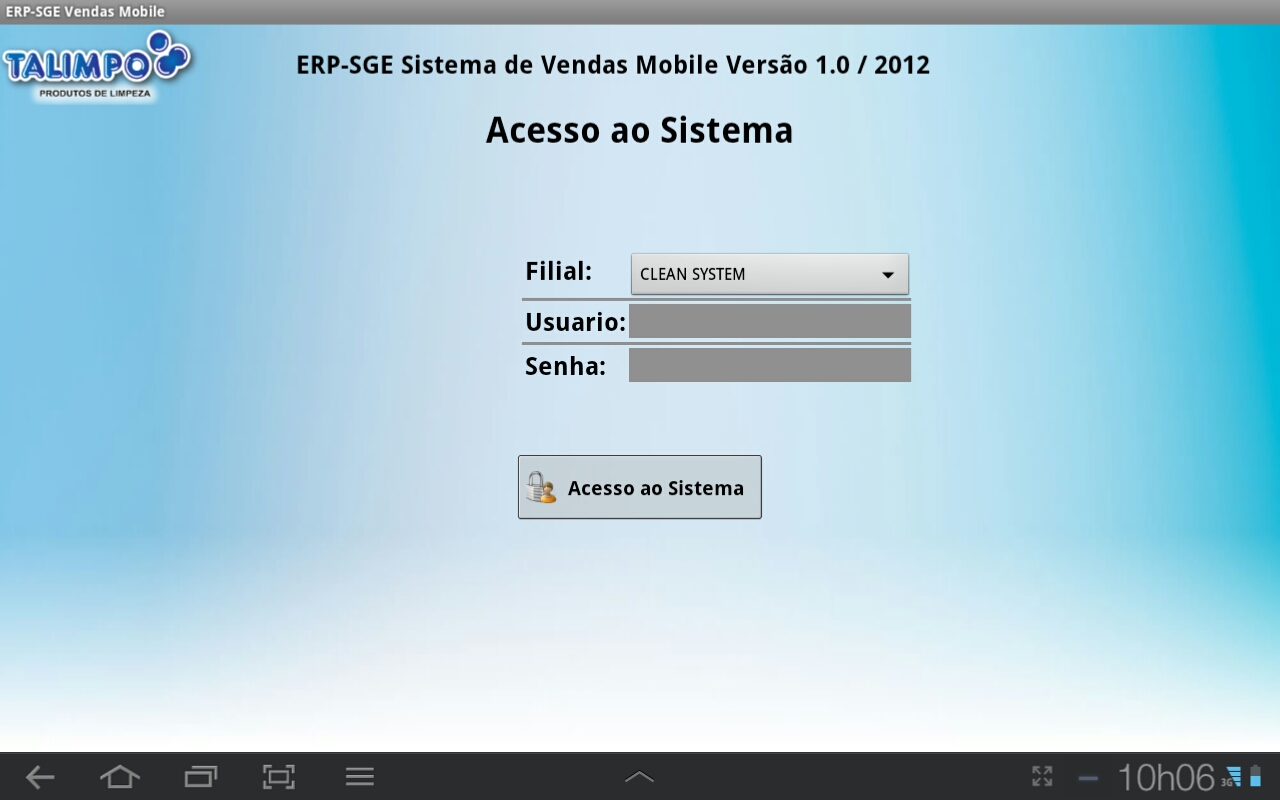 ERP-SGE Vendas Mobile
TALIMPO
PRODUTOS DE LIMPEZA
ERP-SGE Sistema de Vendas Mobile Versão 1.0 / 2012
Acesso ao Sistema
Filial: CLEAN SYSTEM
Usuario:
Senha:
Acesso ao Sistema
10h06 3G